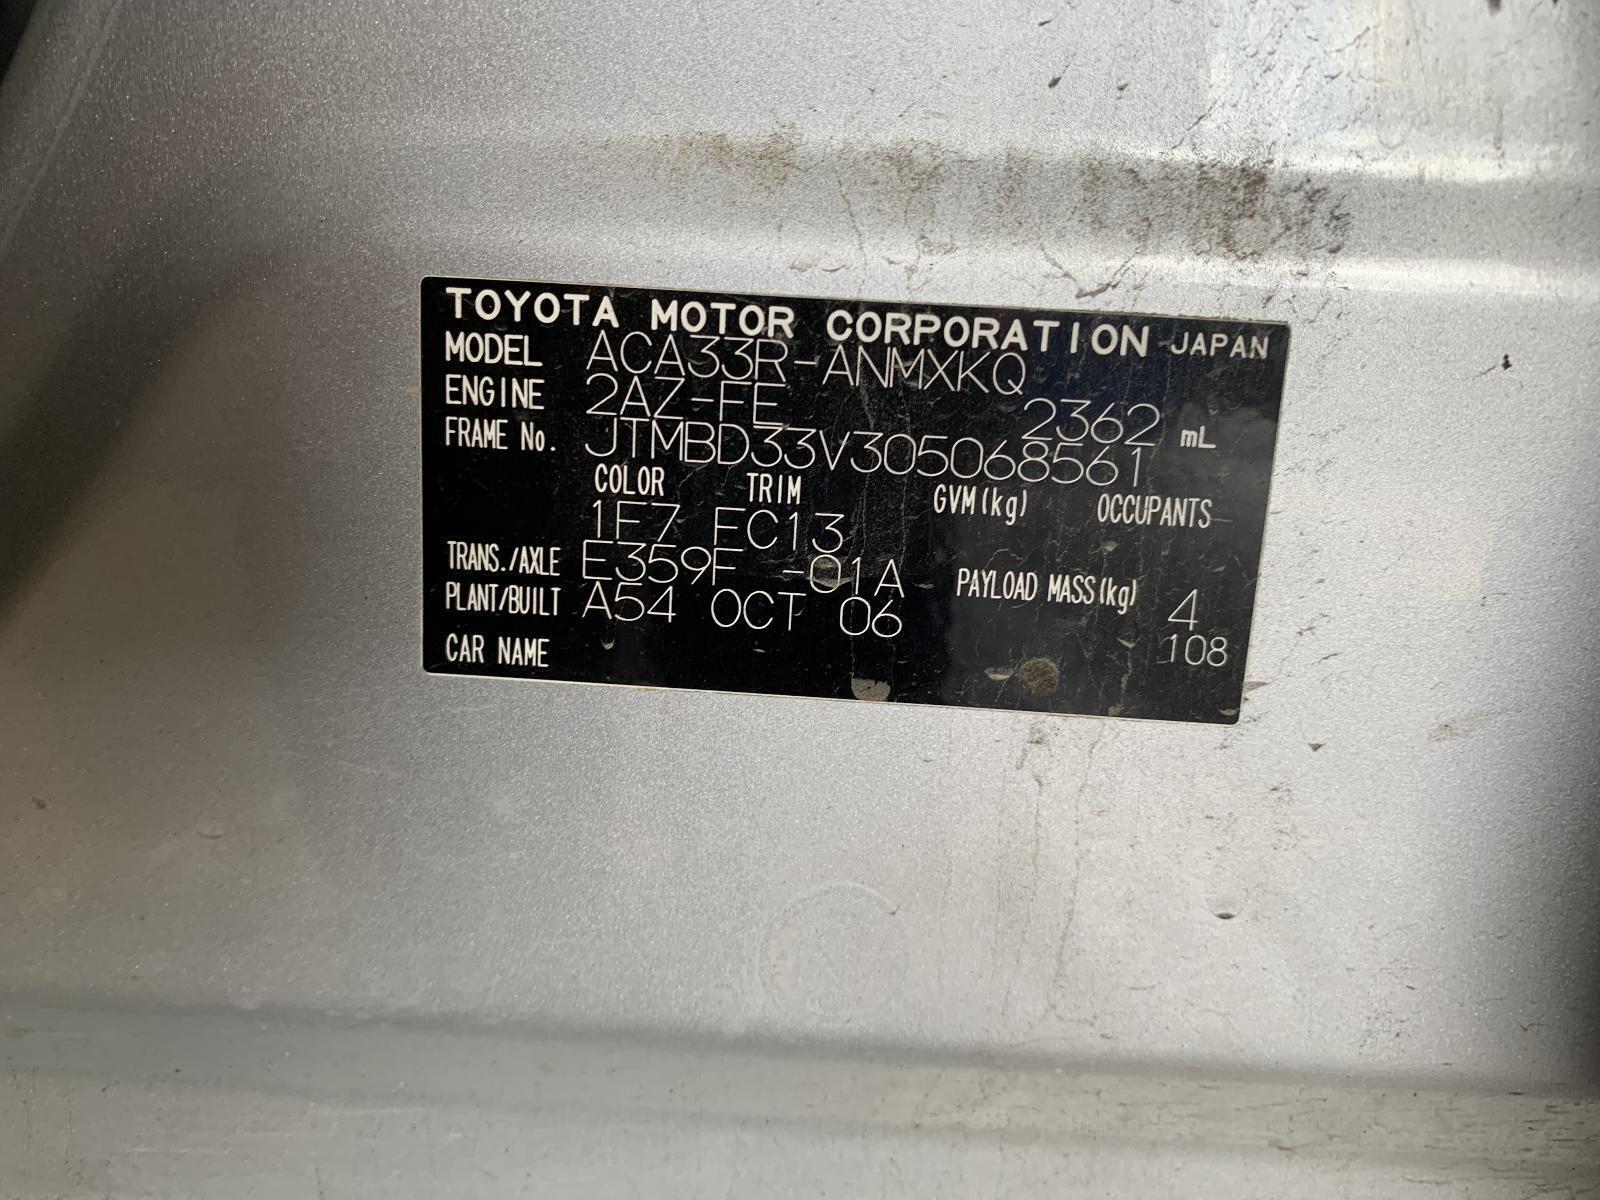 TOYOTA MOTOR CORPORATION JAPAN
MODEL ACA33R-ANMXKQ
ENGINE 2AZ-FE 2362 mL
FRAME No. JTMBD33V305068561
COLOR TRIM GVM(kg) OCCUPANTS
1F7 FC13
TRANS./AXLE E359F -01A PAYLOAD MASS(kg) 4
PLANT/BUILT A54 OCT 06 108
CAR NAME